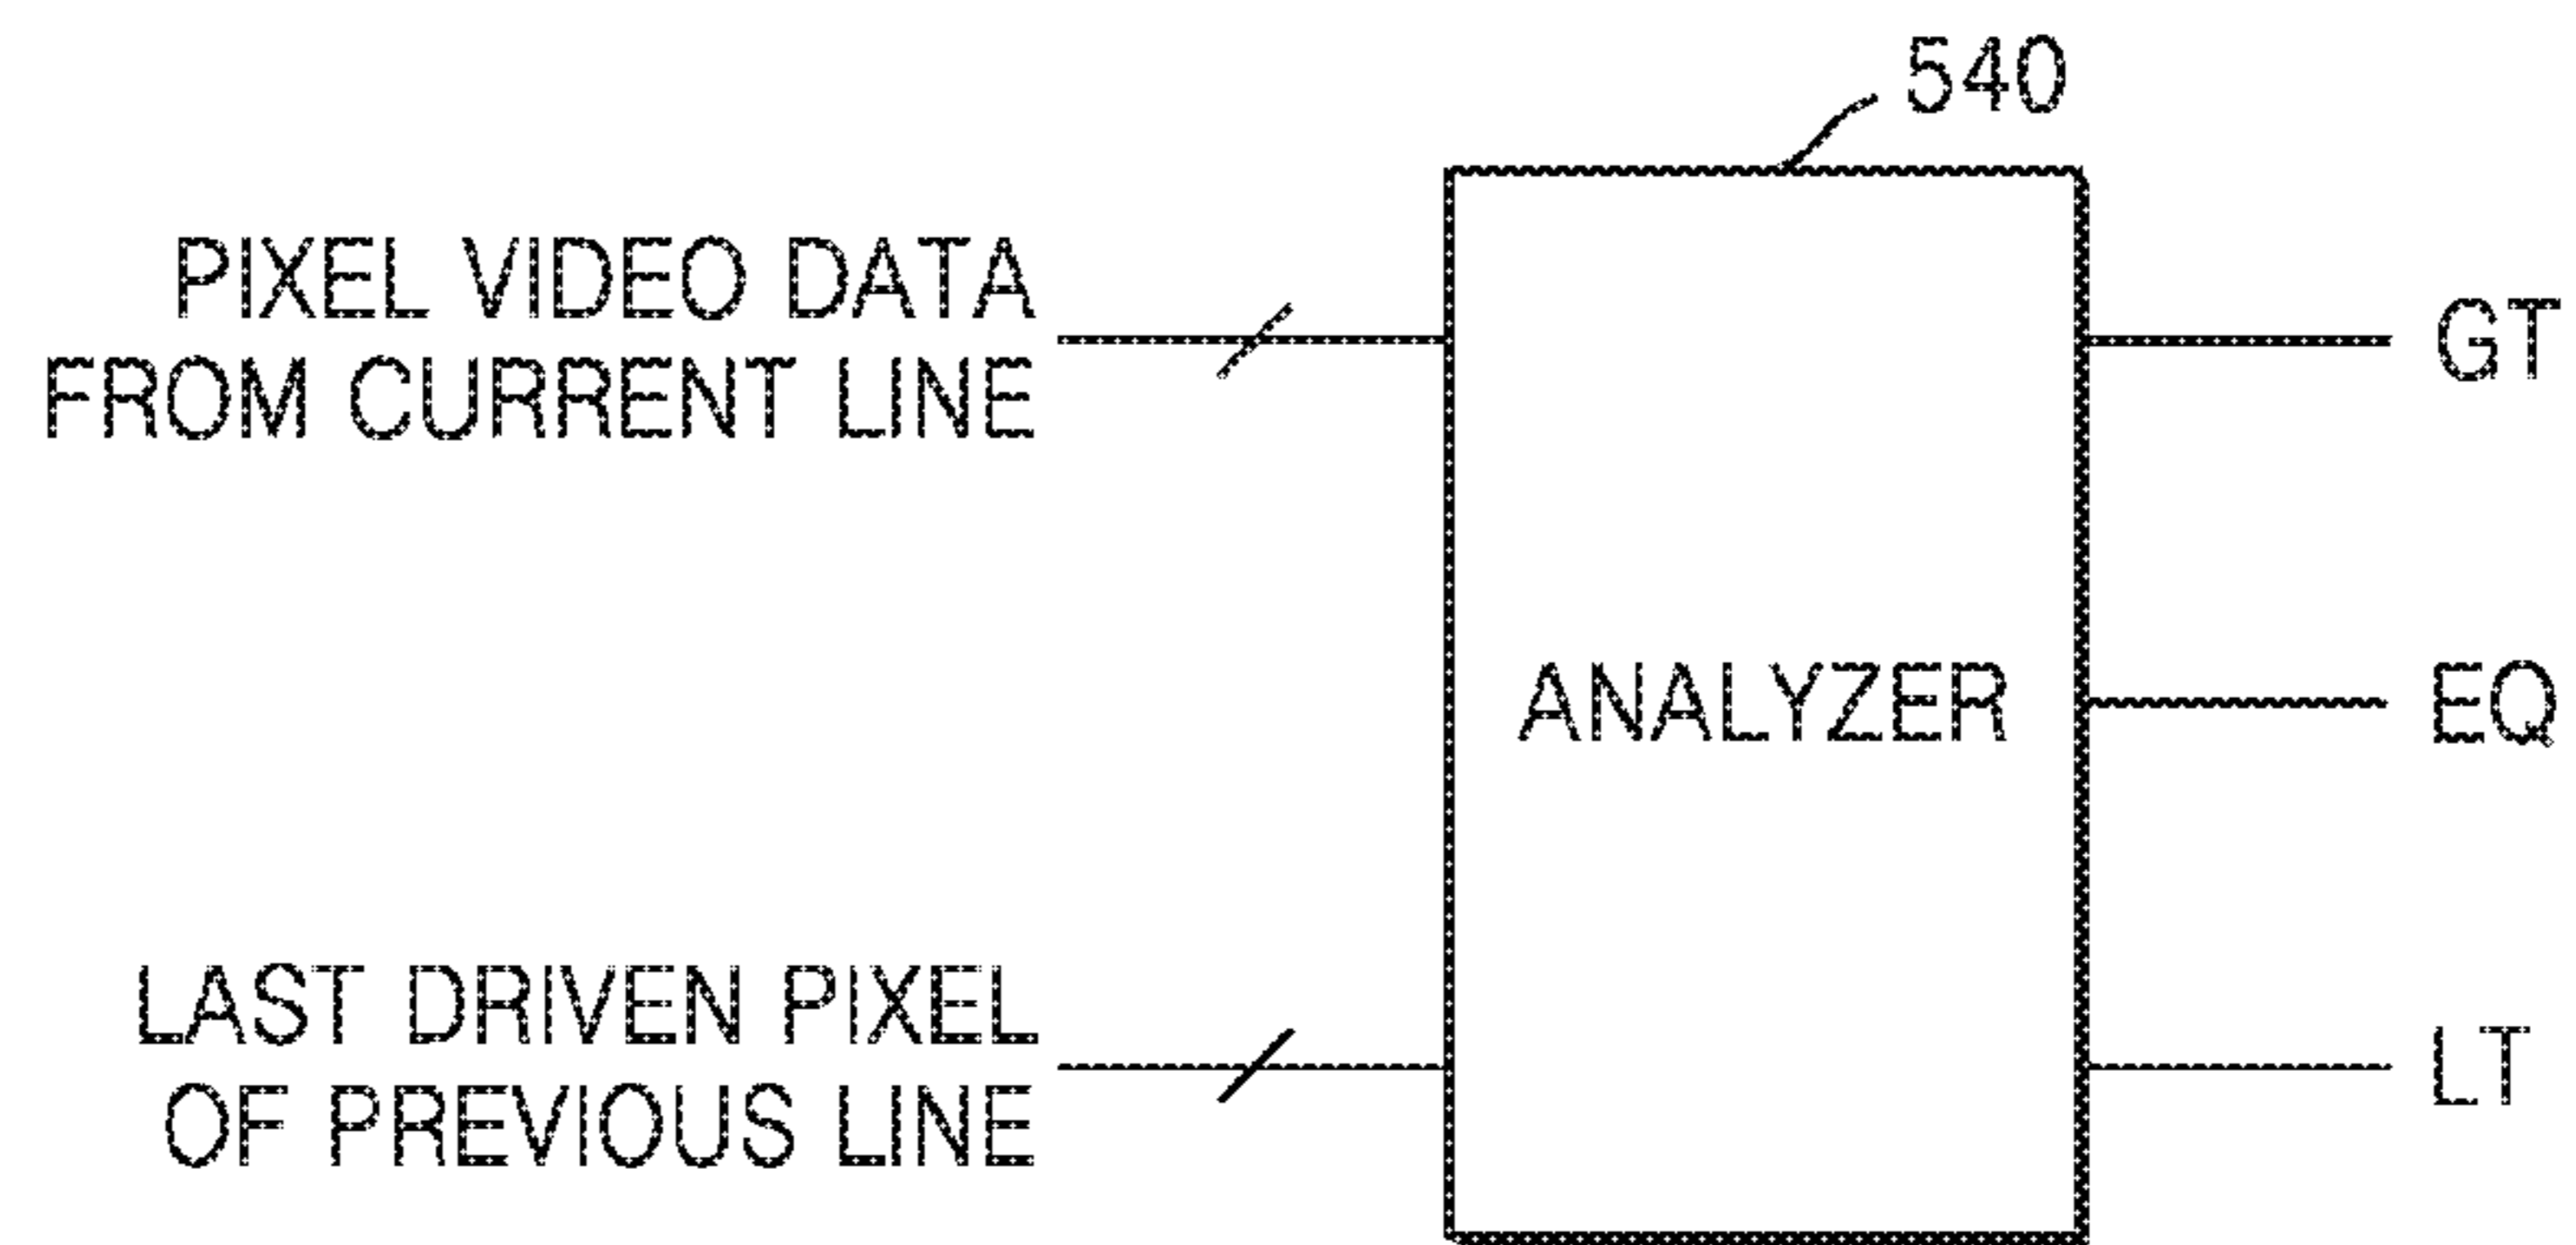 540
PIXEL VIDEO DATA
FROM CURRENT LINE
GT
ANALYZER
EQ
LAST DRIVEN PIXEL
OF PREVIOUS LINE
LT